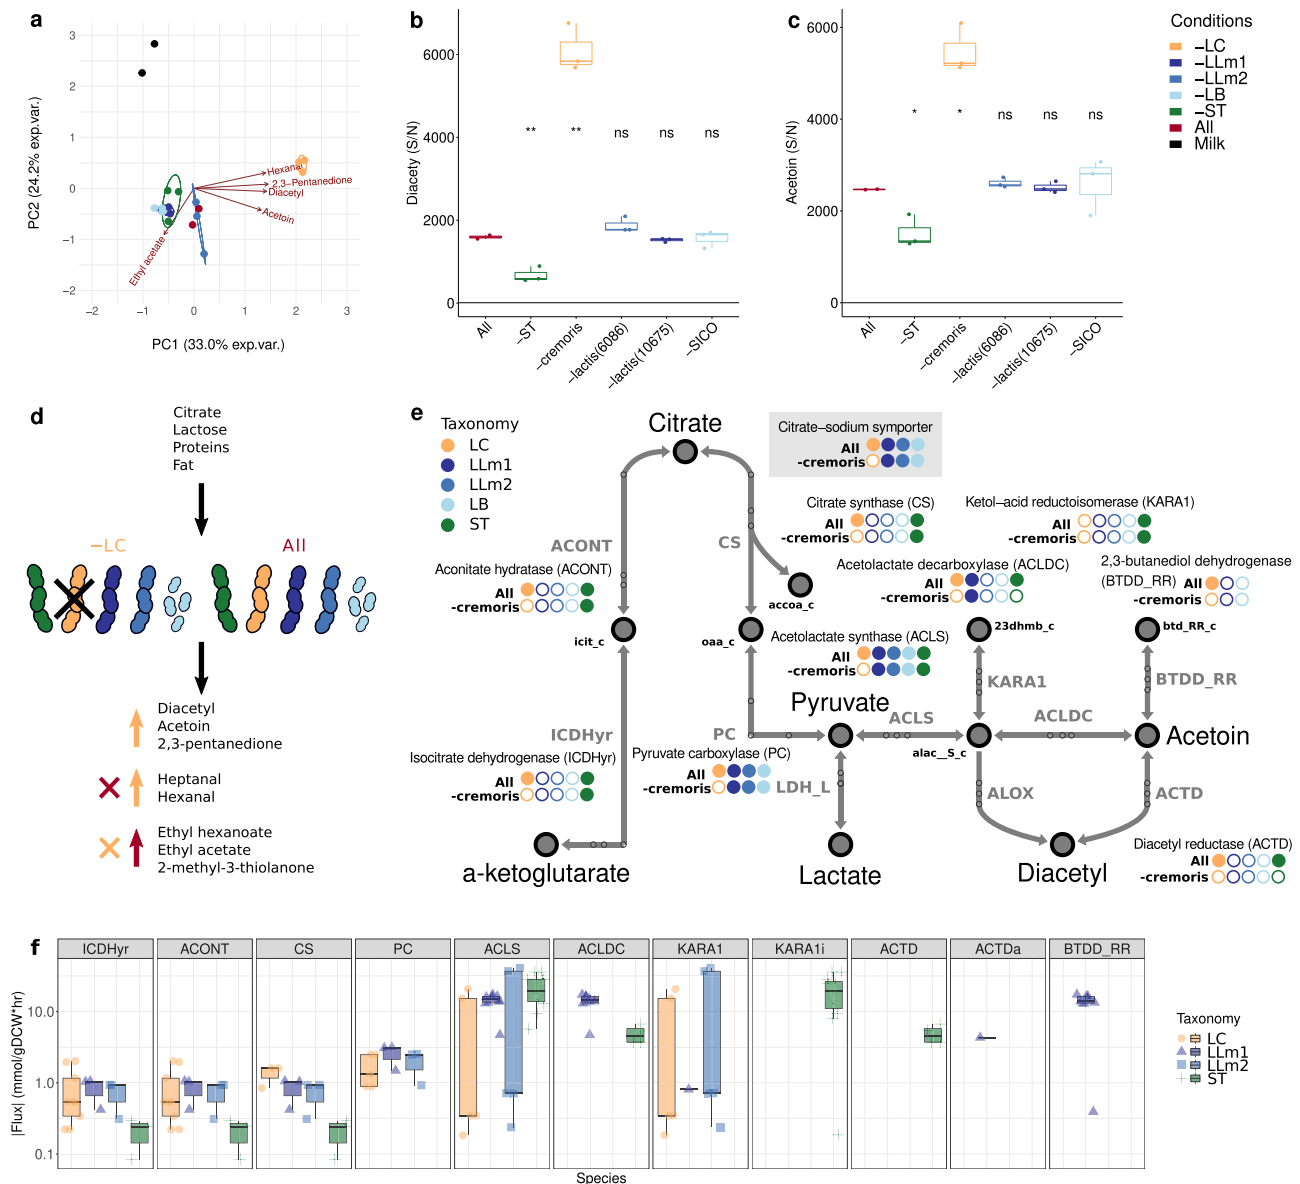 a
PC2 (24.2% exp.var.)
3
2
1
0
−1
−2
−2
−1
0
1
2
3
PC1 (33.0% exp.var.)
Hexanal
2,3−Pentanedione
Diacetyl
Acetoin
Ethyl acetate
b
Diacety (S/N)
6000
4000
2000
0
**
**
ns
ns
ns
All
−ST
−cremoris
−lactis(6086)
−lactis(10675)
−SICO
c
Acetoin (S/N)
6000
4000
2000
0
*
*
ns
ns
ns
All
−ST
−cremoris
−lactis(6086)
−lactis(10675)
−SICO
Conditions
−LC
−LLm1
−LLm2
−LB
−ST
All
Milk
d
Citrate
Lactose
Proteins
Fat
−LC
All
Diacetyl
Acetoin
2,3-pentanedione
Heptanal
Hexanal
Ethyl hexanoate
Ethyl acetate
2-methyl-3-thiolanone
e
Taxonomy
LC
LLm1
LLm2
LB
ST
Citrate
Citrate−sodium symporter
All
-cremoris
Citrate synthase (CS)
All
-cremoris
Ketol−acid reductoisomerase (KARA1)
All
-cremoris
ACONT
CS
Aconitate hydratase (ACONT)
All
-cremoris
Acetolactate decarboxylase (ACLDC)
All
-cremoris
2,3-butanediol dehydrogenase
(BTDD_RR)
All
-cremoris
accoa_c
icit_c
oaa_c
23dhmb_c
btd_RR_c
Acetolactate synthase (ACLS)
All
-cremoris
KARA1
BTDD_RR
Pyruvate
ACLS
ACLDC
ICDHyr
PC
alac__S_c
Acetoin
Isocitrate dehydrogenase (ICDHyr)
All
-cremoris
Pyruvate carboxylase (PC)
All
-cremoris
LDH_L
ALOX
ACTD
a-ketoglutarate
Lactate
Diacetyl
Diacetyl reductase (ACTD)
All
-cremoris
f
ICDHyr
ACONT
CS
PC
ACLS
ACLDC
KARA1
KARA1i
ACTD
ACTDa
BTDD_RR
|Flux| (mmol/gDCW*hr)
10.0
1.0
0.1
Species
Taxonomy
LC
LLm1
LLm2
ST